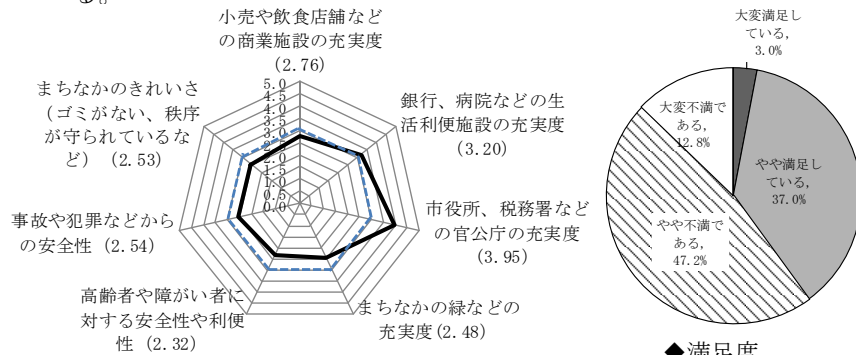 小売や飲食店舗など
の商業施設の充実度
(2.76)
銀行、病院などの生
活利便施設の充実度
(3.20)
市役所、税務署など
の官公庁の充実度
(3.95)
まちなかの緑などの
充実度(2.48)
高齢者や障がい者に
対する安全性や利便
性 (2.32)
事故や犯罪などから
の安全性 (2.54)
まちなかのきれいさ
(ゴミがない、秩序
が守られているな
ど) (2.53)
5.0
4.5
4.0
3.5
3.0
2.5
2.0
1.5
1.0
0.5
0.0
大変満足し
ている,
3.0%
やや満足し
ている,
37.0%
やや不満で
ある,
47.2%
大変不満で
ある,
12.8%
◆満足度